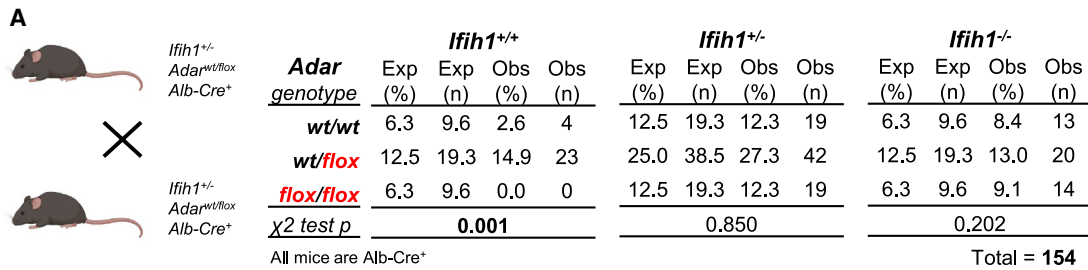 A
Ifih1+/-
Adarwt/flox
Alb-Cre+
Ifih1+/-
Adarwt/flox
Alb-Cre+
Ifih1+/+ Ifih1+/- Ifih1-/-
Adar Exp Exp Obs Obs Exp Exp Obs Obs Exp Exp Obs Obs
genotype (%) (n) (%) (n) (%) (n) (%) (n) (%) (n) (%) (n)
wt/wt 6.3 9.6 2.6 4 12.5 19.3 12.3 19 6.3 9.6 8.4 13
wt/flox 12.5 19.3 14.9 23 25.0 38.5 27.3 42 12.5 19.3 13.0 20
flox/flox 6.3 9.6 0.0 0 12.5 19.3 12.3 19 6.3 9.6 9.1 14
χ2 test p 0.001 0.850 0.202
All mice are Alb-Cre+ Total = 154